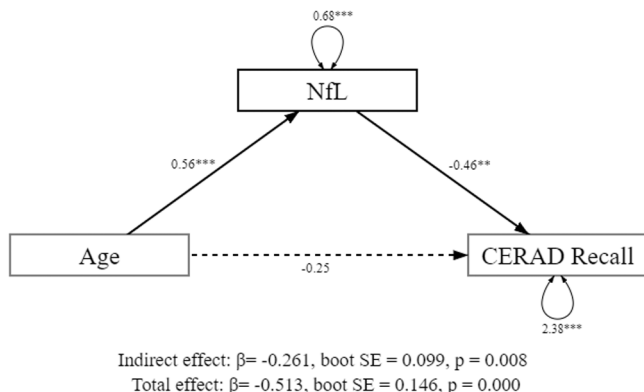 0.68***
NfL
0.56***
-0.46**
Age
-0.25
CERAD Recall
2.38***
Indirect effect: β= -0.261, boot SE = 0.099, p = 0.008
Total effect: β= -0.513, boot SE = 0.146, p = 0.000